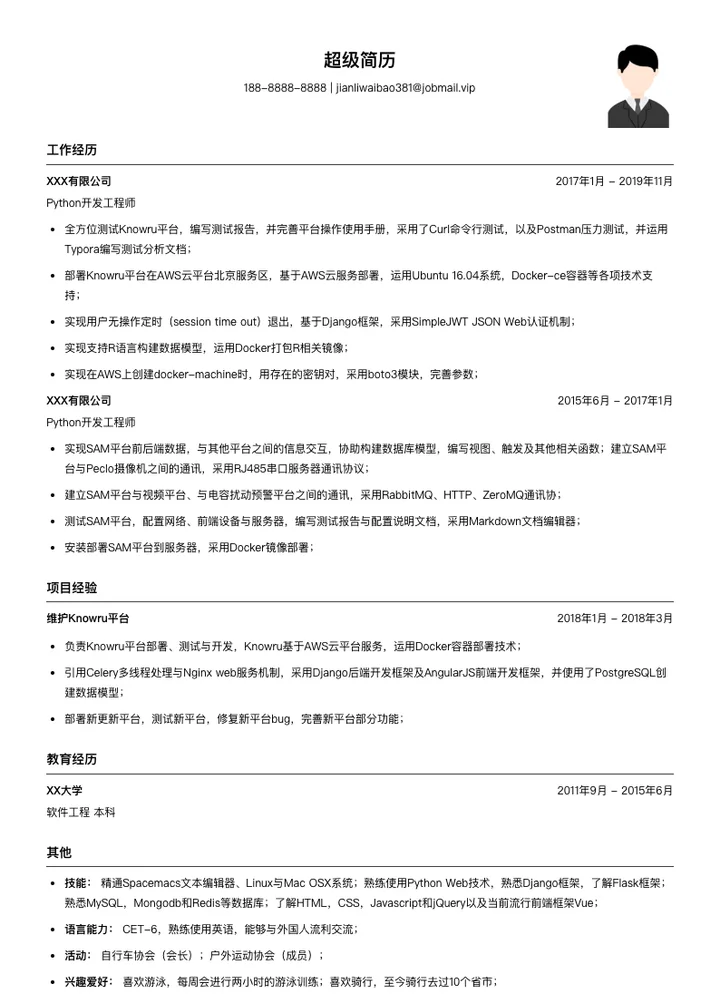 超级简历
188-8888-8888 | jianliwaibao381@jobmail.vip
工作经历
XXX有限公司 2017年1月 – 2019年11月
Python开发工程师
• 全方位测试Knowru平台，编写测试报告，并完善平台操作使用手册，采用了Curl命令行测试，以及Postman压力测试，并运用
Typora编写测试分析文档；
• 部署Knowru平台在AWS云平台北京服务区，基于AWS云服务部署，运用Ubuntu 16.04系统，Docker-ce容器等各项技术支
持；
• 实现用户无操作定时（session time out）退出，基于Django框架，采用SimpleJWT JSON Web认证机制；
• 实现支持R语言构建数据模型，运用Docker打包R相关镜像；
• 实现在AWS上创建docker-machine时，用存在的密钥对，采用boto3模块，完善参数；
XXX有限公司 2015年6月 – 2017年1月
Python开发工程师
• 实现SAM平台前后端数据，与其他平台之间的信息交互，协助构建数据库模型，编写视图、触发及其他相关函数；建立SAM平
台与Peclo摄像机之间的通讯，采用RJ485串口服务器通讯协议；
• 建立SAM平台与视频平台、与电容扰动预警平台之间的通讯，采用RabbitMQ、HTTP、ZeroMQ通讯协；
• 测试SAM平台，配置网络、前端设备与服务器，编写测试报告与配置说明文档，采用Markdown文档编辑器；
• 安装部署SAM平台到服务器，采用Docker镜像部署；
项目经验
维护Knowru平台 2018年1月 – 2018年3月
• 负责Knowru平台部署、测试与开发，Knowru基于AWS云平台服务，运用Docker容器部署技术；
• 引用Celery多线程处理与Nginx web服务机制，采用Django后端开发框架及AngularJS前端开发框架，并使用了PostgreSQL创
建数据模型；
• 部署新更新平台，测试新平台，修复新平台bug，完善新平台部分功能；
教育经历
XX大学 2011年9月 – 2015年6月
软件工程 本科
其他
• 技能： 精通Spacemacs文本编辑器、Linux与Mac OSX系统；熟练使用Python Web技术，熟悉Django框架，了解Flask框架；
熟悉MySQL，Mongodb和Redis等数据库；了解HTML，CSS，Javascript和jQuery以及当前流行前端框架Vue；
• 语言能力： CET-6，熟练使用英语，能够与外国人流利交流；
• 活动： 自行车协会（会长）；户外运动协会（成员）；
• 兴趣爱好： 喜欢游泳，每周会进行两小时的游泳训练；喜欢骑行，至今骑行去过10个省市；